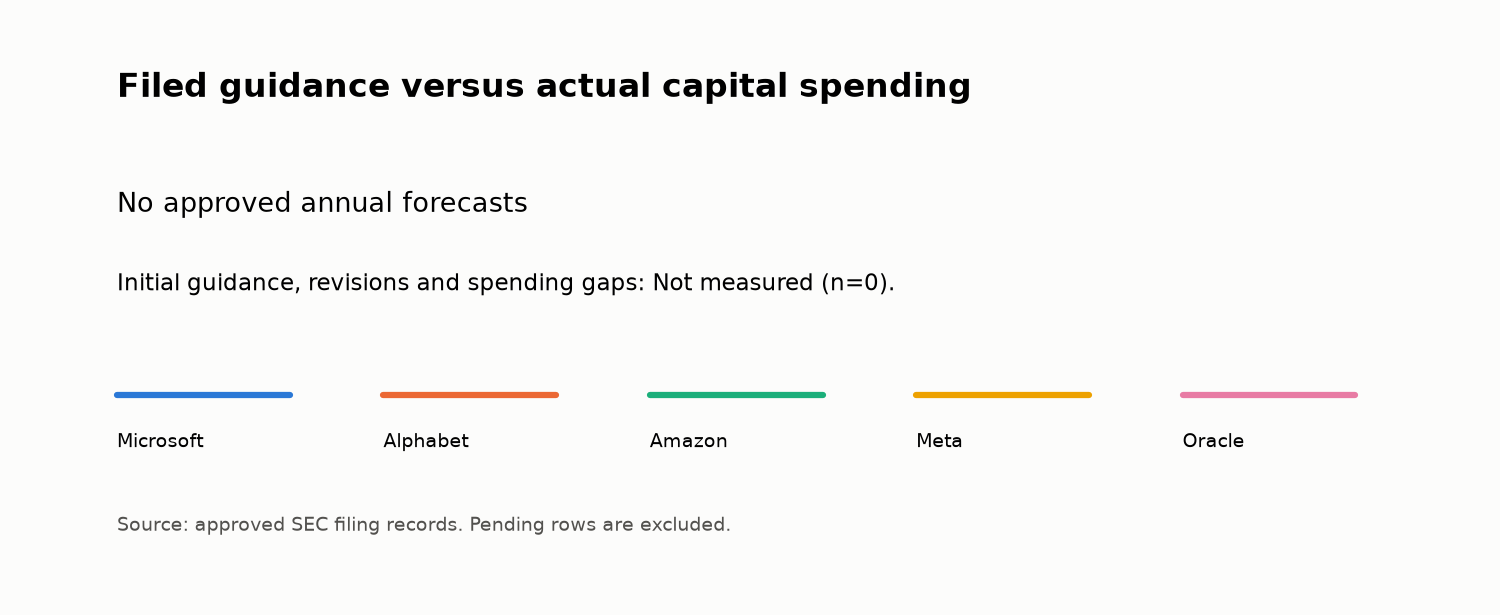 Filed guidance versus actual capital spending
No approved annual forecasts
Initial guidance, revisions and spending gaps: Not measured (n=0).
Microsoft
Alphabet
Amazon
Meta
Oracle
Source: approved SEC filing records. Pending rows are excluded.